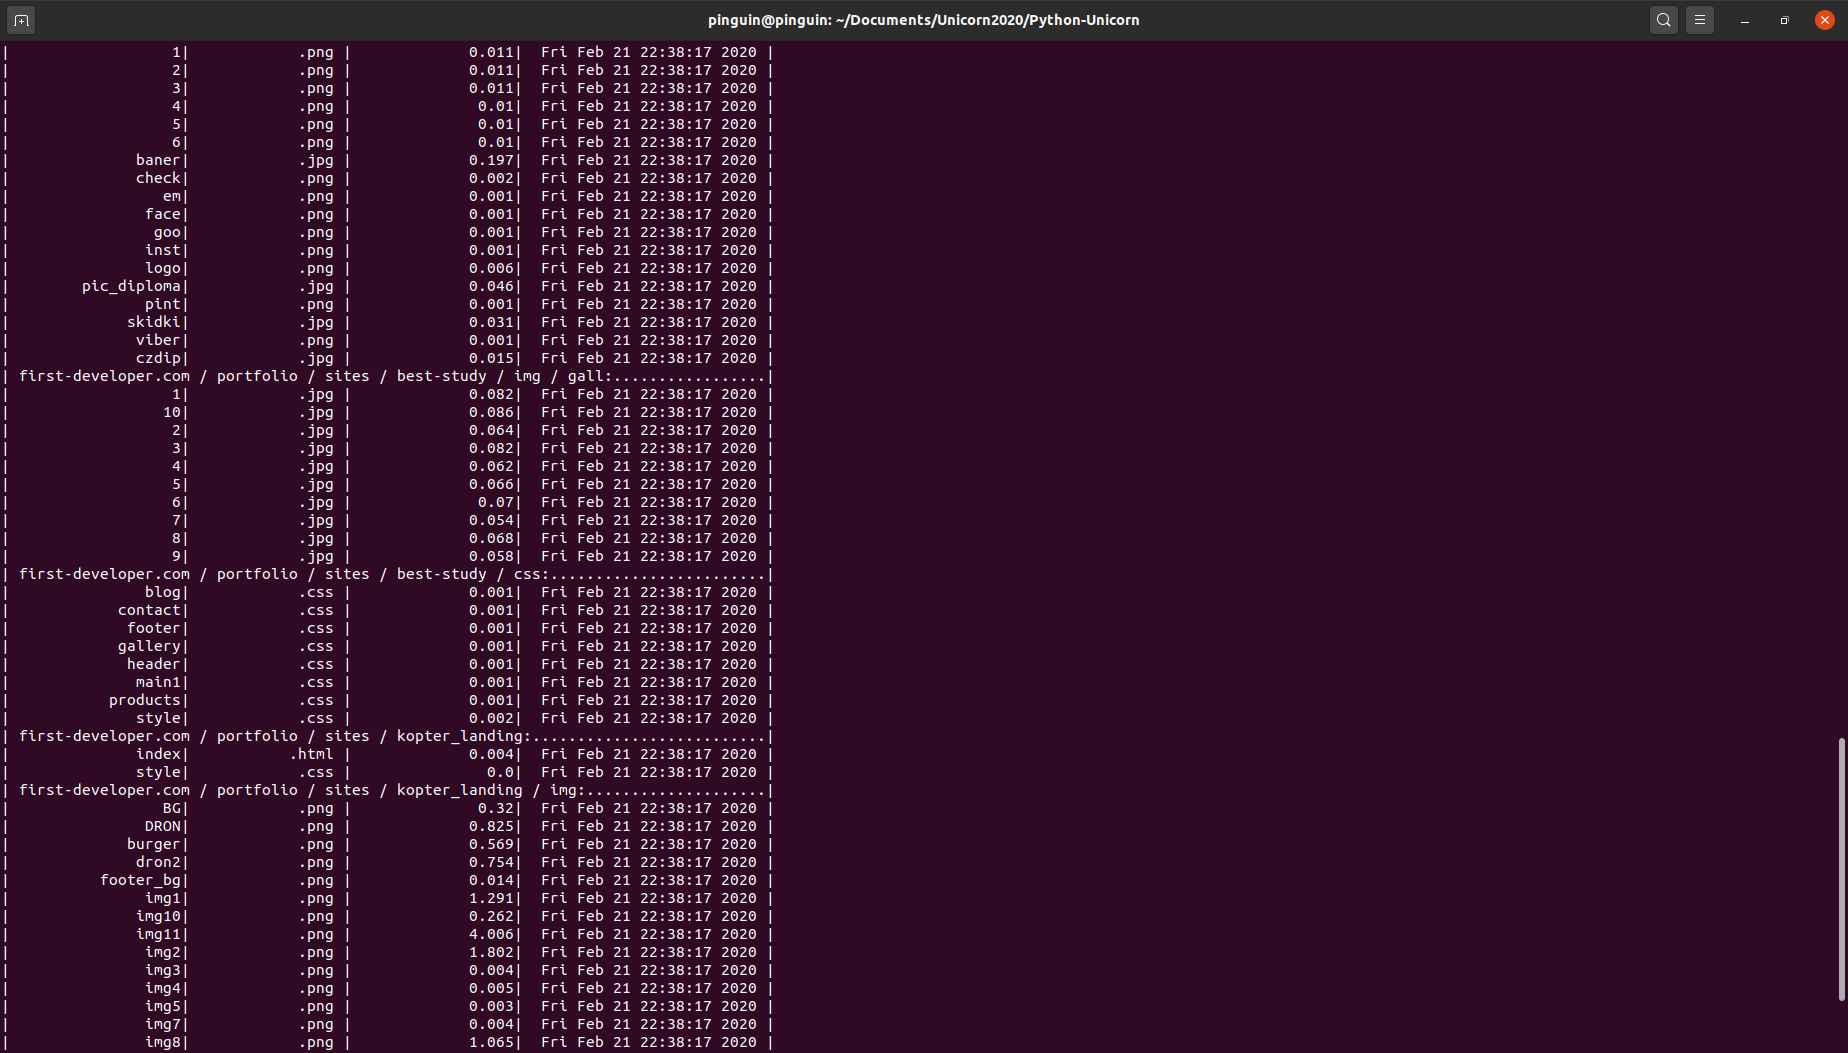 pinguin@pinguin: ~/Documents/Unicorn2020/Python-Unicorn
| 1| .png | 0.011| Fri Feb 21 22:38:17 2020 |
| 2| .png | 0.011| Fri Feb 21 22:38:17 2020 |
| 3| .png | 0.011| Fri Feb 21 22:38:17 2020 |
| 4| .png | 0.01| Fri Feb 21 22:38:17 2020 |
| 5| .png | 0.01| Fri Feb 21 22:38:17 2020 |
| 6| .png | 0.01| Fri Feb 21 22:38:17 2020 |
| baner| .jpg | 0.197| Fri Feb 21 22:38:17 2020 |
| check| .png | 0.002| Fri Feb 21 22:38:17 2020 |
| em| .png | 0.001| Fri Feb 21 22:38:17 2020 |
| face| .png | 0.001| Fri Feb 21 22:38:17 2020 |
| goo| .png | 0.001| Fri Feb 21 22:38:17 2020 |
| inst| .png | 0.001| Fri Feb 21 22:38:17 2020 |
| logo| .png | 0.006| Fri Feb 21 22:38:17 2020 |
| pic_diploma| .jpg | 0.046| Fri Feb 21 22:38:17 2020 |
| pint| .png | 0.001| Fri Feb 21 22:38:17 2020 |
| skidki| .jpg | 0.031| Fri Feb 21 22:38:17 2020 |
| viber| .png | 0.001| Fri Feb 21 22:38:17 2020 |
| czdip| .jpg | 0.015| Fri Feb 21 22:38:17 2020 |
| first-developer.com / portfolio / sites / best-study / img / gall:.................|
| 1| .jpg | 0.082| Fri Feb 21 22:38:17 2020 |
| 10| .jpg | 0.086| Fri Feb 21 22:38:17 2020 |
| 2| .jpg | 0.064| Fri Feb 21 22:38:17 2020 |
| 3| .jpg | 0.082| Fri Feb 21 22:38:17 2020 |
| 4| .jpg | 0.062| Fri Feb 21 22:38:17 2020 |
| 5| .jpg | 0.066| Fri Feb 21 22:38:17 2020 |
| 6| .jpg | 0.07| Fri Feb 21 22:38:17 2020 |
| 7| .jpg | 0.054| Fri Feb 21 22:38:17 2020 |
| 8| .jpg | 0.068| Fri Feb 21 22:38:17 2020 |
| 9| .jpg | 0.058| Fri Feb 21 22:38:17 2020 |
| first-developer.com / portfolio / sites / best-study / css:........................|
| blog| .css | 0.001| Fri Feb 21 22:38:17 2020 |
| contact| .css | 0.001| Fri Feb 21 22:38:17 2020 |
| footer| .css | 0.001| Fri Feb 21 22:38:17 2020 |
| gallery| .css | 0.001| Fri Feb 21 22:38:17 2020 |
| header| .css | 0.001| Fri Feb 21 22:38:17 2020 |
| main1| .css | 0.001| Fri Feb 21 22:38:17 2020 |
| products| .css | 0.001| Fri Feb 21 22:38:17 2020 |
| style| .css | 0.002| Fri Feb 21 22:38:17 2020 |
| first-developer.com / portfolio / sites / kopter_landing:..........................|
| index| .html | 0.004| Fri Feb 21 22:38:17 2020 |
| style| .css | 0.0| Fri Feb 21 22:38:17 2020 |
| first-developer.com / portfolio / sites / kopter_landing / img:....................|
| BG| .png | 0.32| Fri Feb 21 22:38:17 2020 |
| DRON| .png | 0.825| Fri Feb 21 22:38:17 2020 |
| burger| .png | 0.569| Fri Feb 21 22:38:17 2020 |
| dron2| .png | 0.754| Fri Feb 21 22:38:17 2020 |
| footer_bg| .png | 0.014| Fri Feb 21 22:38:17 2020 |
| img1| .png | 1.291| Fri Feb 21 22:38:17 2020 |
| img10| .png | 0.262| Fri Feb 21 22:38:17 2020 |
| img11| .png | 4.006| Fri Feb 21 22:38:17 2020 |
| img2| .png | 1.802| Fri Feb 21 22:38:17 2020 |
| img3| .png | 0.004| Fri Feb 21 22:38:17 2020 |
| img4| .png | 0.005| Fri Feb 21 22:38:17 2020 |
| img5| .png | 0.003| Fri Feb 21 22:38:17 2020 |
| img7| .png | 0.004| Fri Feb 21 22:38:17 2020 |
| img8| .png | 1.065| Fri Feb 21 22:38:17 2020 |